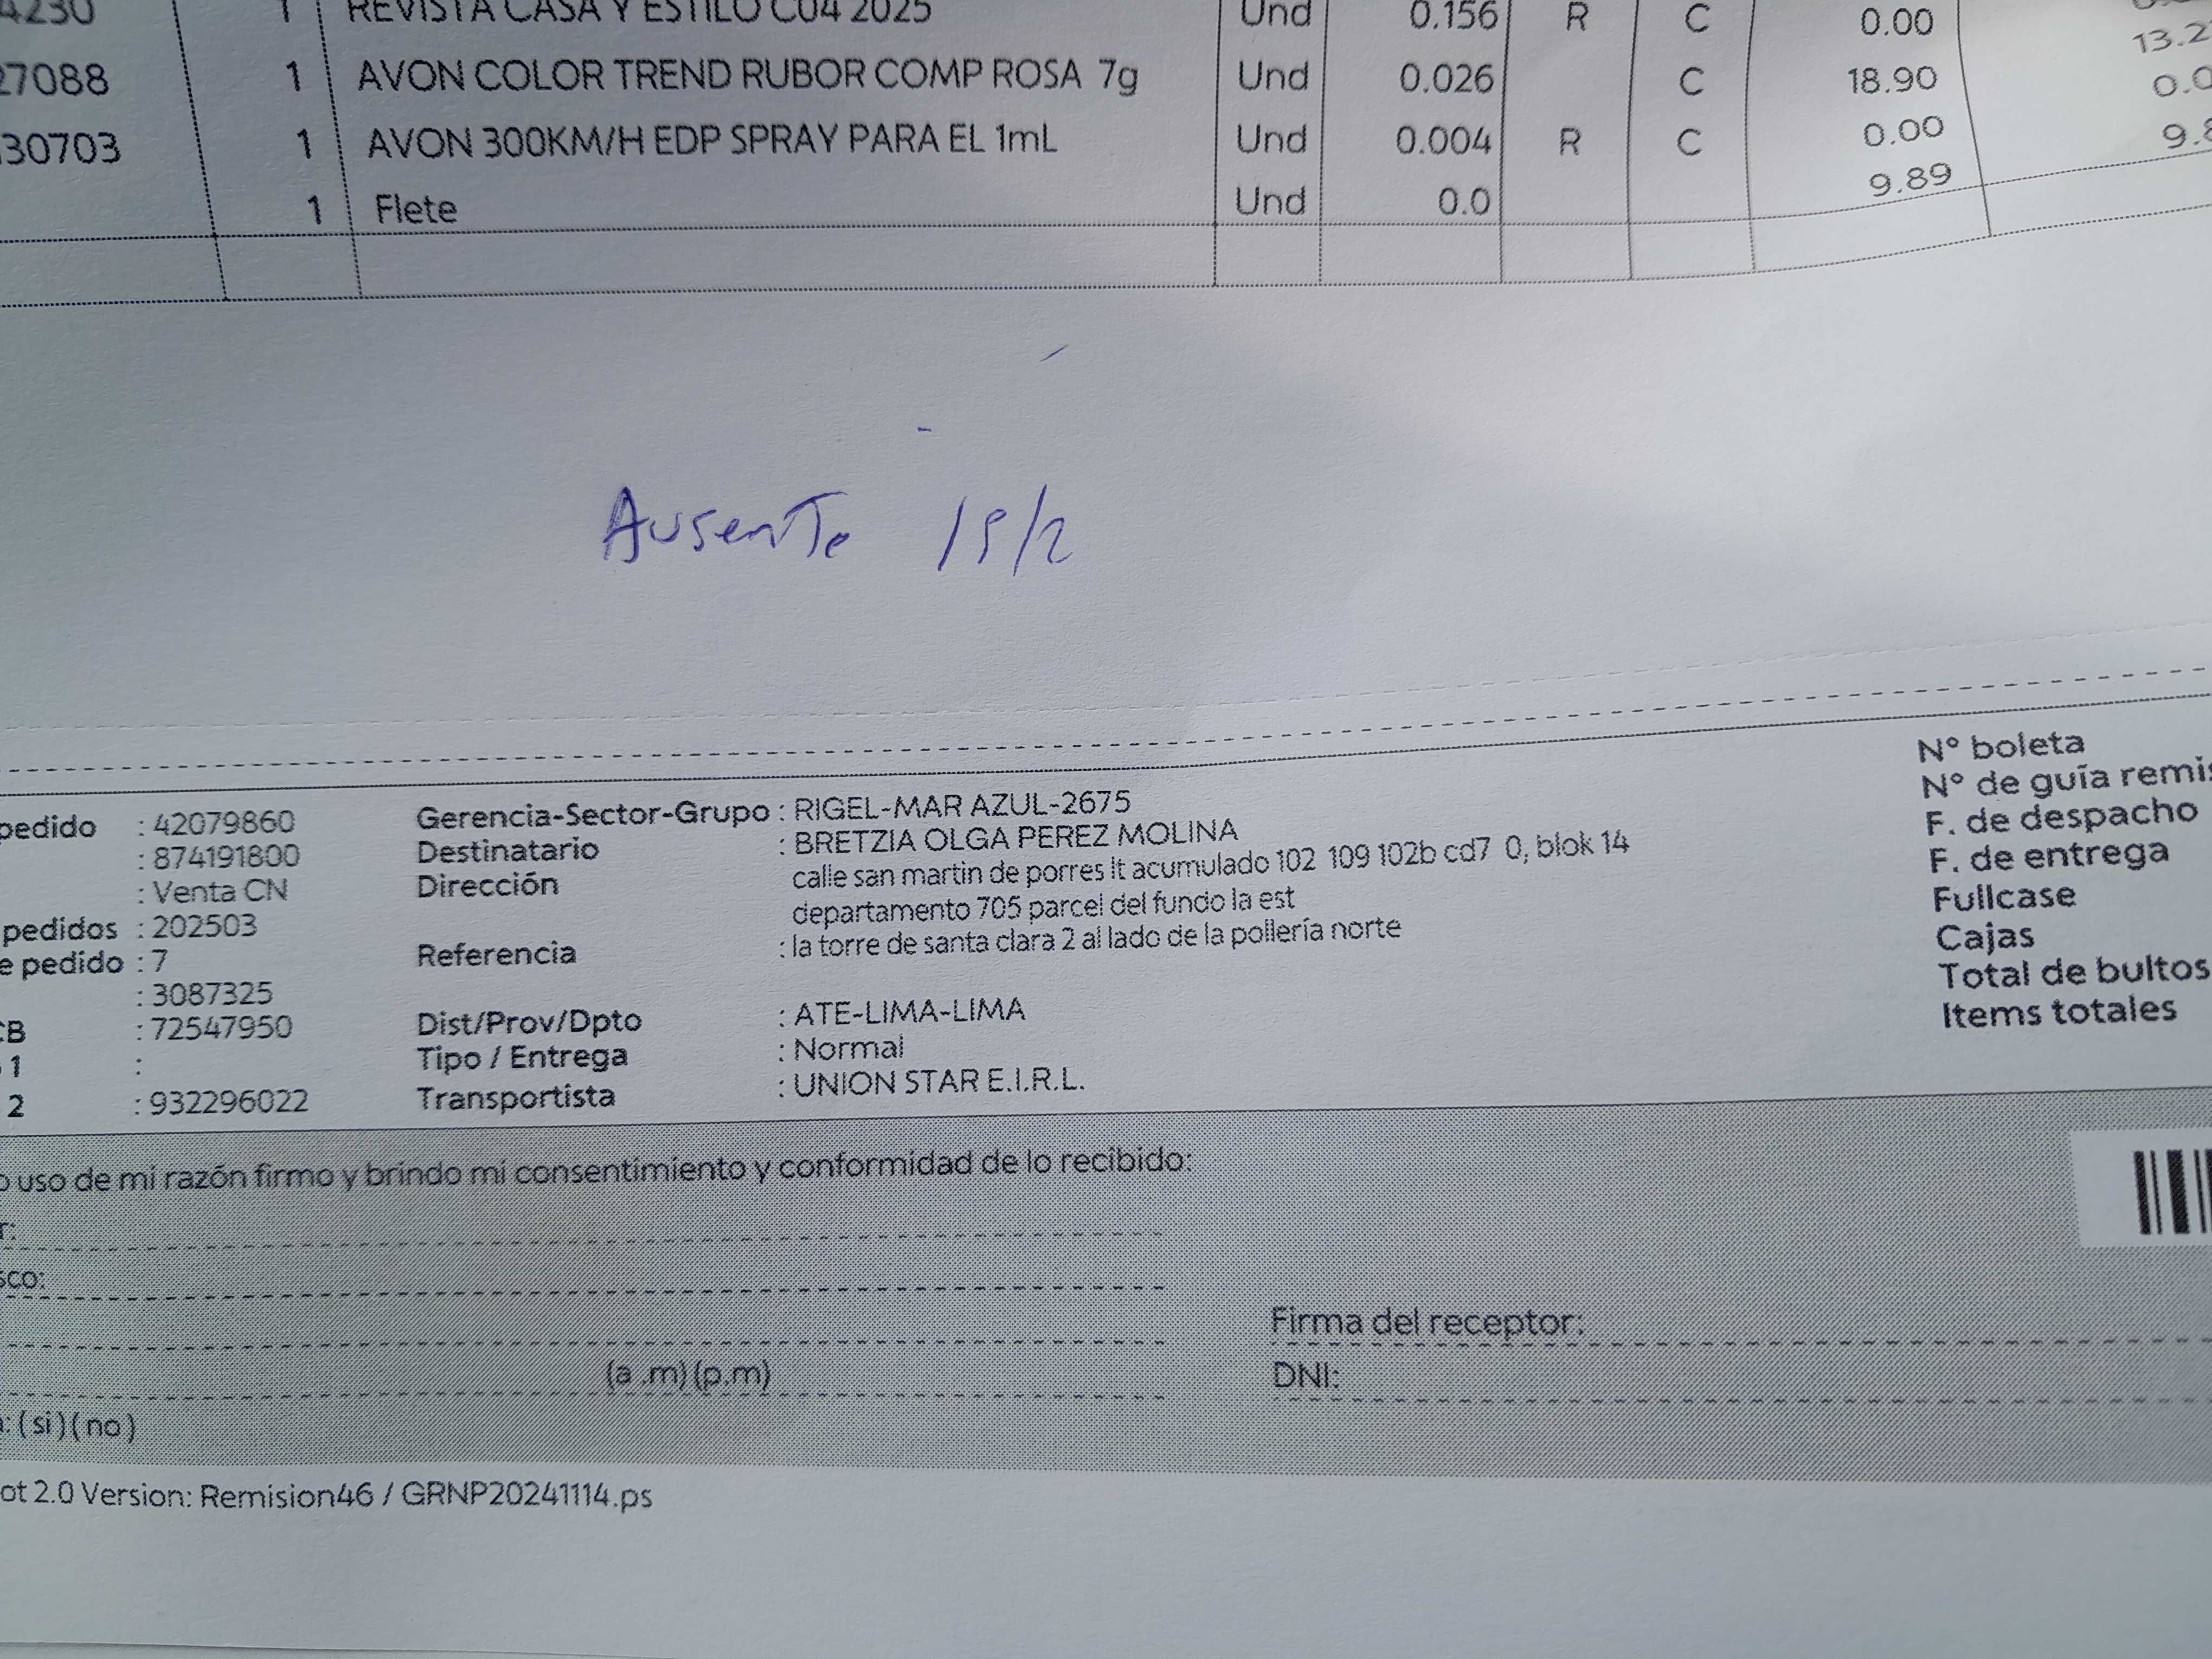 4230 1 REVISTA CASA Y ESTILO C04 2025 Und 0.156 R C 0.00
27088 1 AVON COLOR TREND RUBOR COMP ROSA 7g Und 0.026 C 18.90 13.2
30703 1 AVON 300KM/H EDP SPRAY PARA EL 1mL Und 0.004 R C 0.00 0.0
1 Flete Und 0.0 9.89 9.8
Ausente 19/2
pedido : 42079860
: 874191800
: Venta CN
pedidos : 202503
e pedido : 7
: 3087325
CB : 72547950
1 :
2 : 932296022
Gerencia-Sector-Grupo : RIGEL-MAR AZUL-2675
Destinatario : BRETZIA OLGA PEREZ MOLINA
Dirección calle san martin de porres lt acumulado 102 109 102b cd7 0, blok 14
departamento 705 parcel del fundo la est
Referencia : la torre de santa clara 2 al lado de la pollería norte
Dist/Prov/Dpto : ATE-LIMA-LIMA
Tipo / Entrega : Normal
Transportista : UNION STAR E.I.R.L.
N° boleta
N° de guía remis
F. de despacho
F. de entrega
Fullcase
Cajas
Total de bultos
Items totales
o uso de mi razón firmo y brindo mi consentimiento y conformidad de lo recibido:
r:
sco:
Firma del receptor:
(a .m) (p.m)
DNI:
: ( si ) ( no )
ot 2.0 Version: Remision46 / GRNP20241114.ps